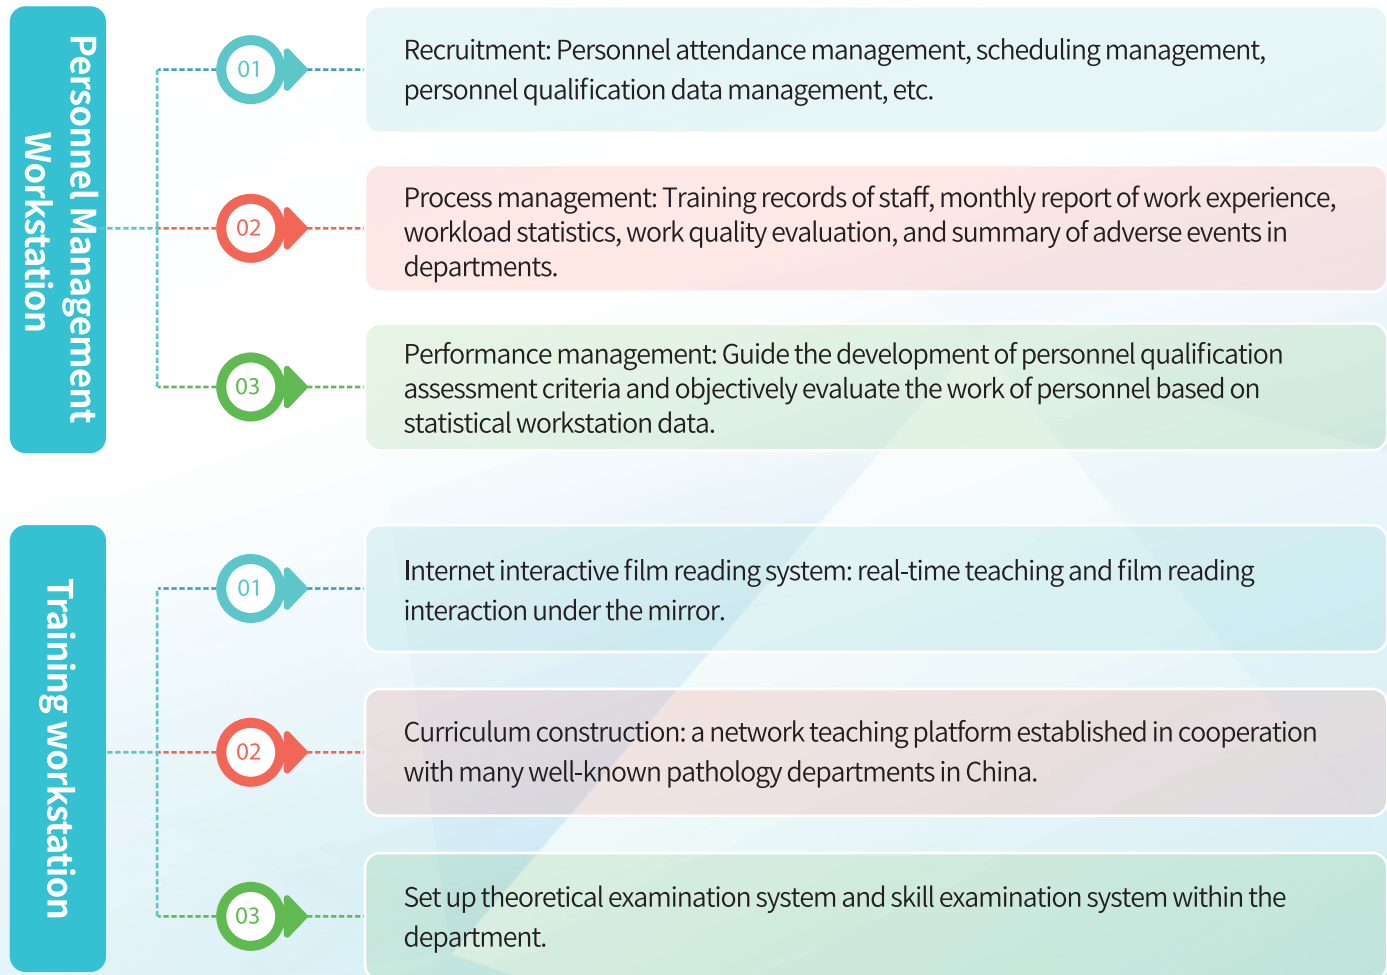 Personnel Management
Workstation
01
Recruitment: Personnel attendance management, scheduling management,
personnel qualification data management, etc.
02
Process management: Training records of staff, monthly report of work experience,
workload statistics, work quality evaluation, and summary of adverse events in
departments.
03
Performance management: Guide the development of personnel qualification
assessment criteria and objectively evaluate the work of personnel based on
statistical workstation data.
Training workstation
01
Internet interactive film reading system: real-time teaching and film reading
interaction under the mirror.
02
Curriculum construction: a network teaching platform established in cooperation
with many well-known pathology departments in China.
03
Set up theoretical examination system and skill examination system within the
department.